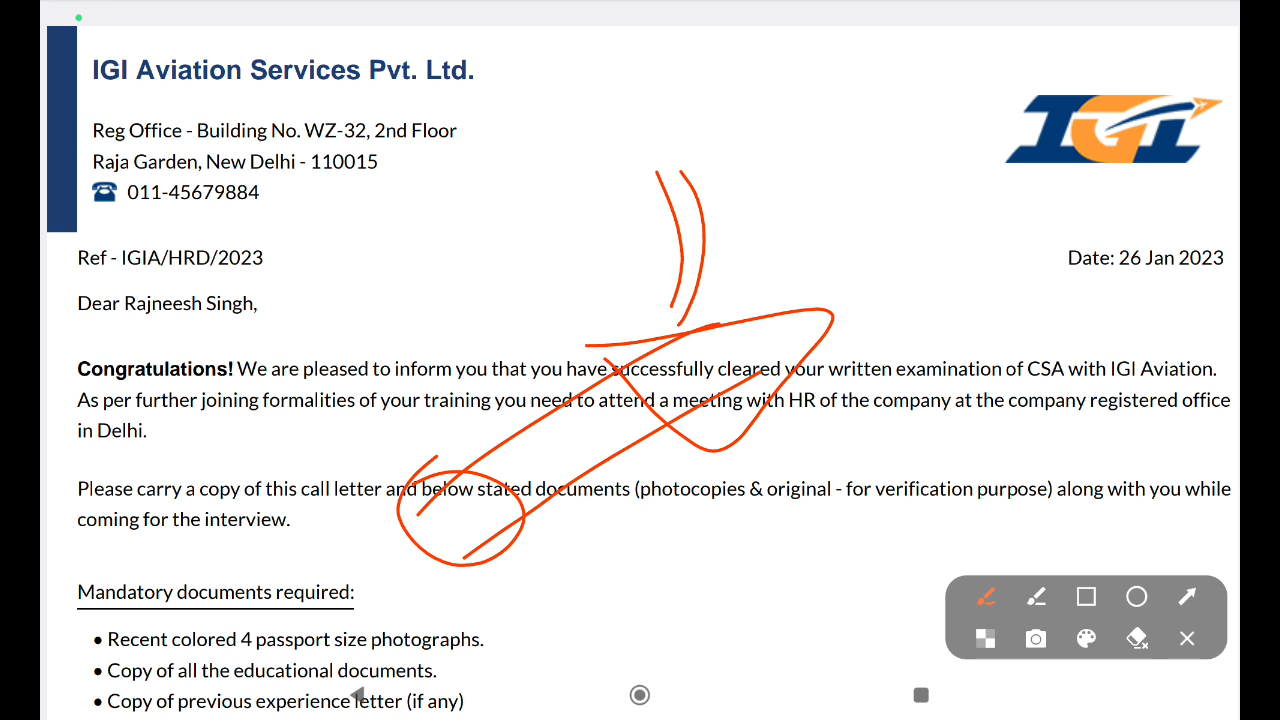 IGI Aviation Services Pvt. Ltd.
IGI
Reg Office - Building No. WZ-32, 2nd Floor
Raja Garden, New Delhi - 110015
011-45679884
Ref - IGIA/HRD/2023
Date: 26 Jan 2023
Dear Rajneesh Singh,
Congratulations! We are pleased to inform you that you have successfully cleared your written examination of CSA with IGI Aviation.
As per further joining formalities of your training you need to attend a meeting with HR of the company at the company registered office
in Delhi.
Please carry a copy of this call letter and below stated documents (photocopies & original - for verification purpose) along with you while
coming for the interview.
Mandatory documents required:
• Recent colored 4 passport size photographs.
• Copy of all the educational documents.
• Copy of previous experience letter (if any)